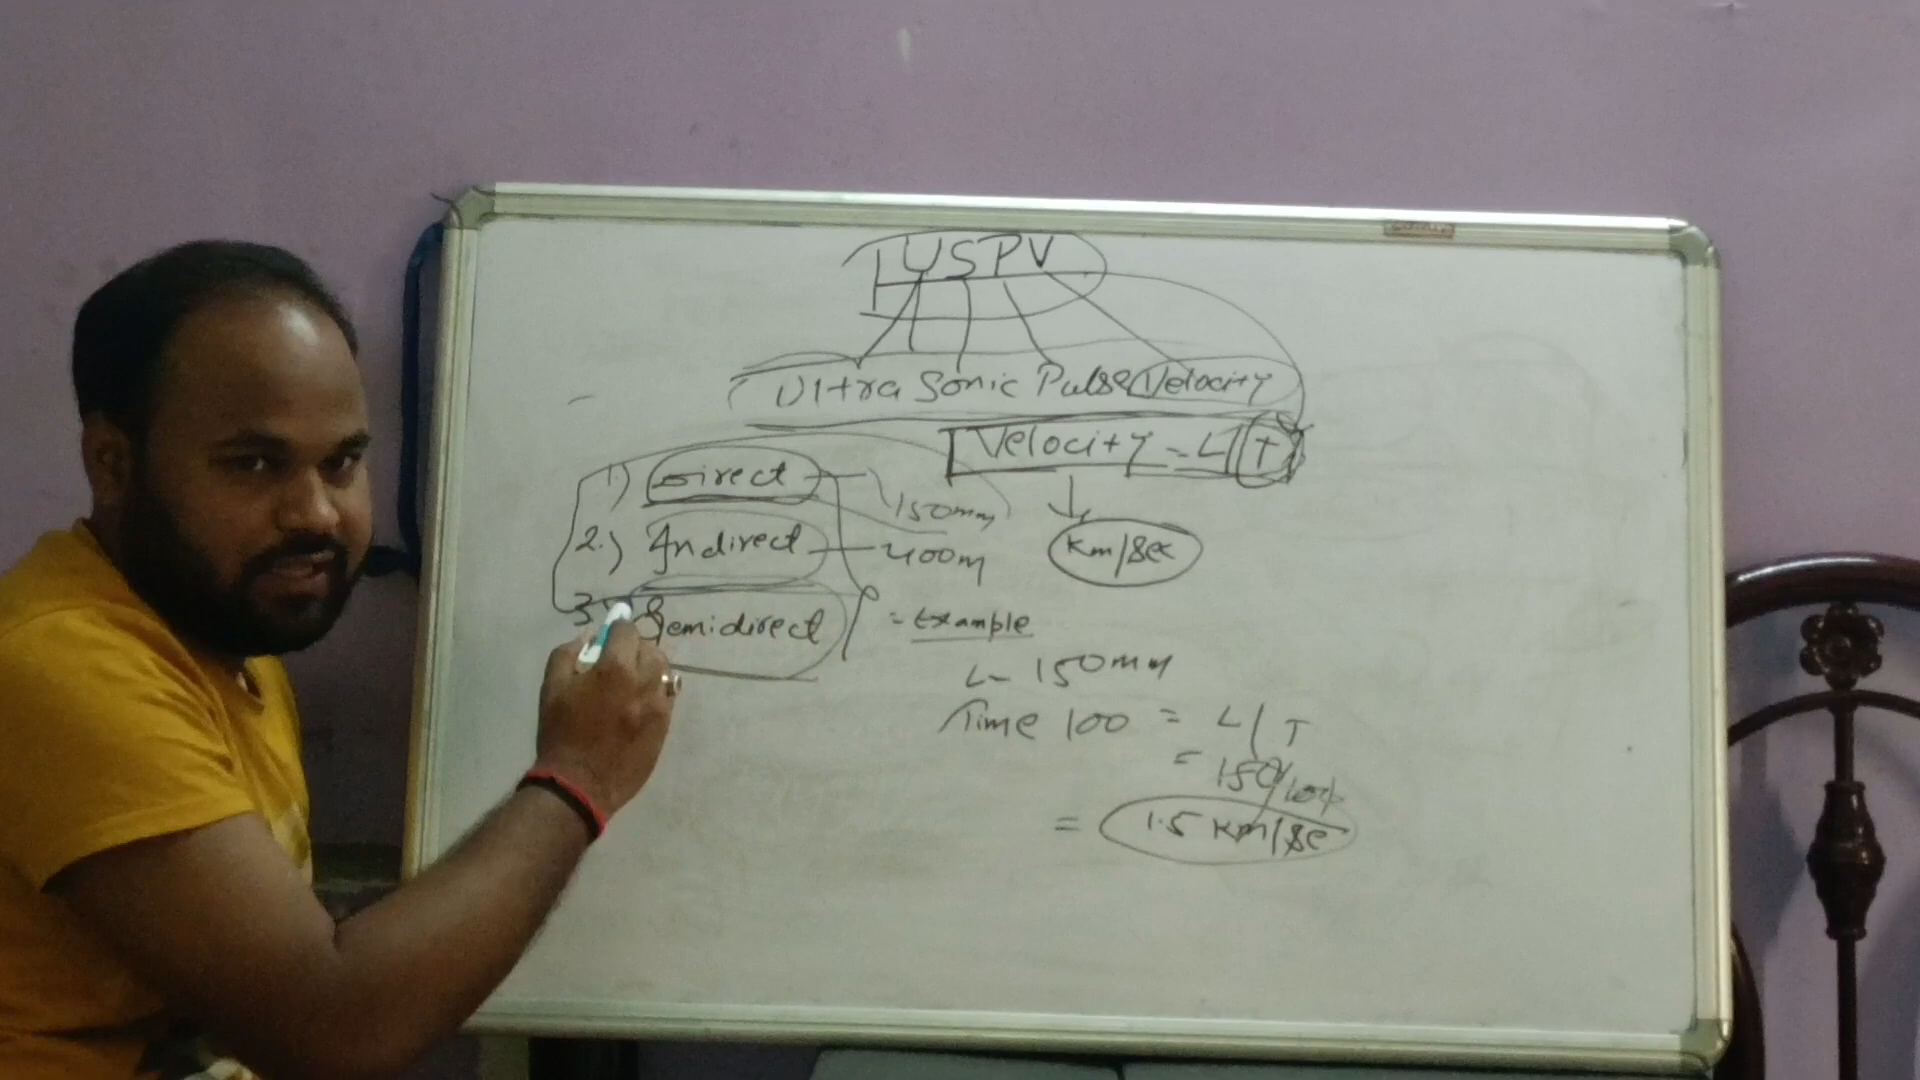 USPV
Ultra Sonic Pulse Velocity
Velocity = L/T
1) Direct 150mm
Km/Sec
2.) Indirect 400m
3 Semidirect = Example
L- 150mm
Time 100 = L/T
= 150/100
= 1.5 Km/Se